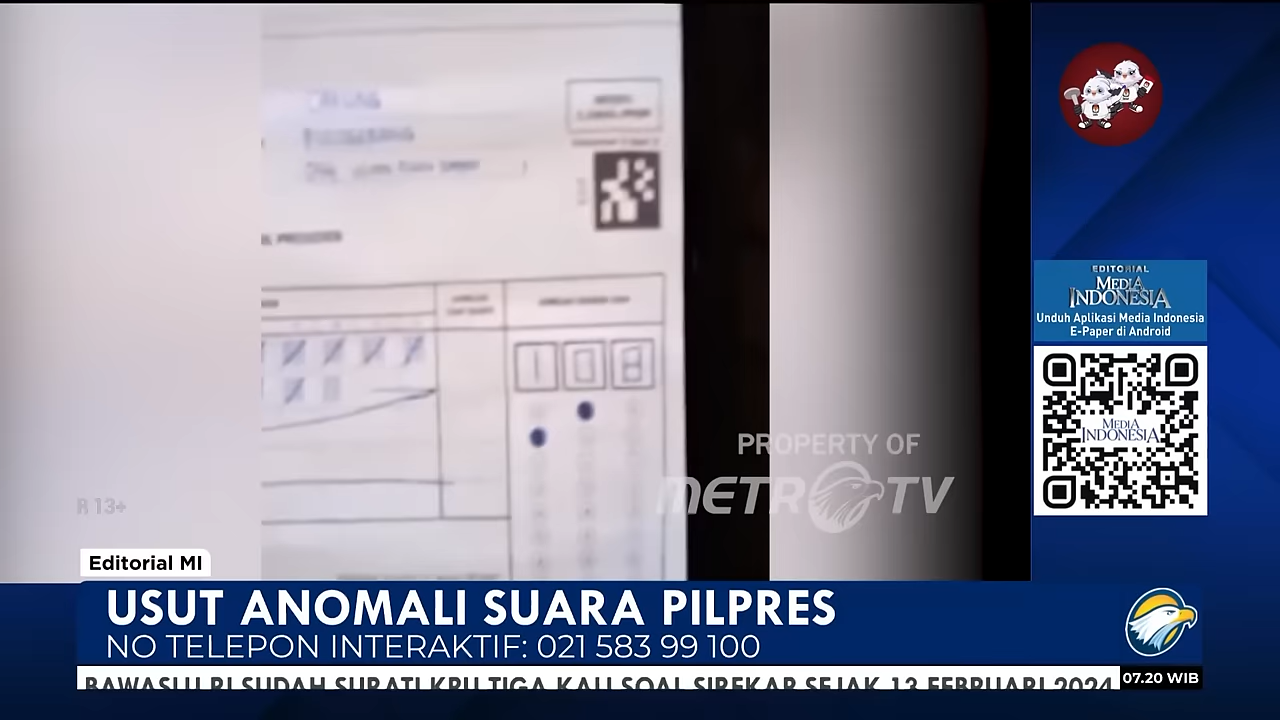 108
PROPERTY OF
METRO TV
R 13+
EDITORIAL
MEDIA
INDONESIA
Unduh Aplikasi Media Indonesia
E-Paper di Android
MEDIA
INDONESIA
Editorial MI
USUT ANOMALI SUARA PILPRES
NO TELEPON INTERAKTIF: 021 583 99 100
BAWASLU RI SUDAH SURATI KPU TIGA KALI SOAL SIREKAP SEJAK 13 FEBRUARI 2024
07.20 WIB